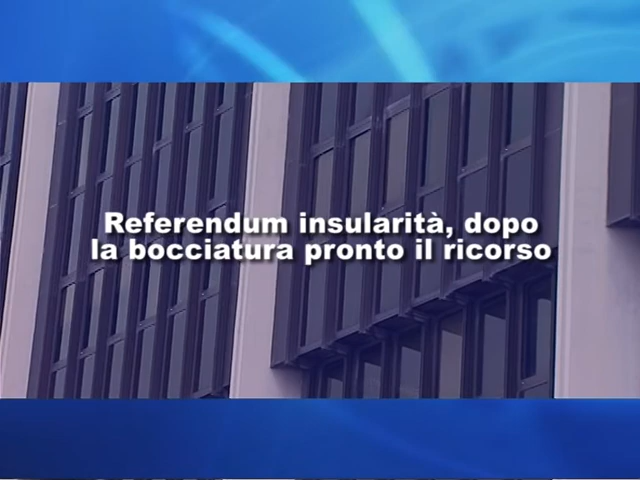 Referendum insularità, dopo
la bocciatura pronto il ricorso